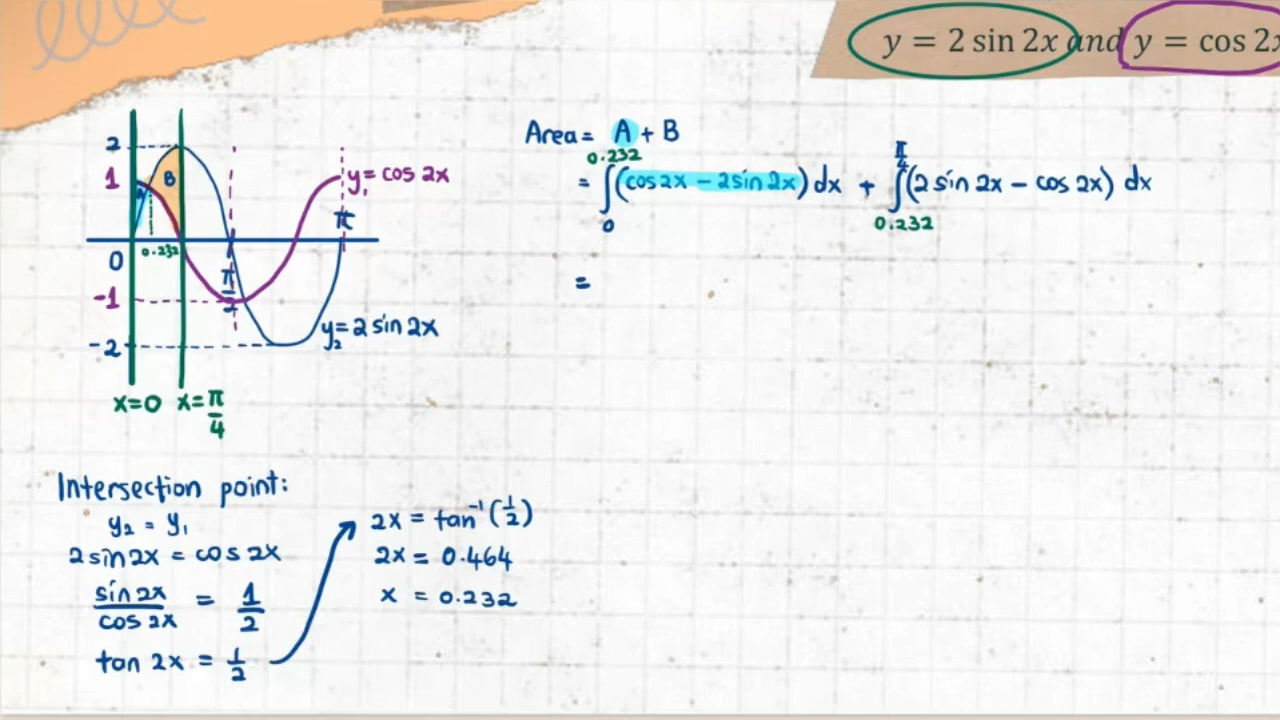 y = 2 sin 2x and y = cos 2x
2
1
0
-1
-2
A
B
0.232
π/2
π
y₁ = cos 2x
y₂ = 2 sin 2x
x=0 x=π/4
Area = A + B
= ∫₀^0.232 (cos 2x − 2 sin 2x) dx + ∫_0.232^(π/4) (2 sin 2x − cos 2x) dx
=
Intersection point:
y₂ = y₁
2 sin 2x = cos 2x
sin 2x / cos 2x = 1/2
tan 2x = 1/2
2x = tan⁻¹(1/2)
2x = 0.464
x = 0.232